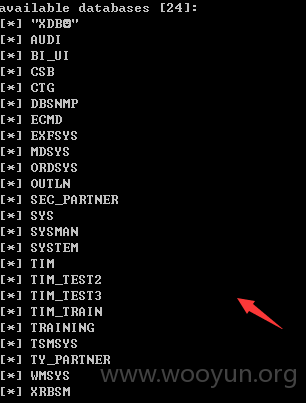 available databases [24]:
[*] "XDB☻"
[*] AUDI
[*] BI_UI
[*] CSB
[*] CTG
[*] DBSNMP
[*] ECMD
[*] EXFSYS
[*] MDSYS
[*] ORDSYS
[*] OUTLN
[*] SEC_PARTNER
[*] SYS
[*] SYSMAN
[*] SYSTEM
[*] TIM
[*] TIM_TEST2
[*] TIM_TEST3
[*] TIM_TRAIN
[*] TRAINING
[*] TSMSYS
[*] TY_PARTNER
[*] WMSYS
[*] XRBSM
www.wooyun.org